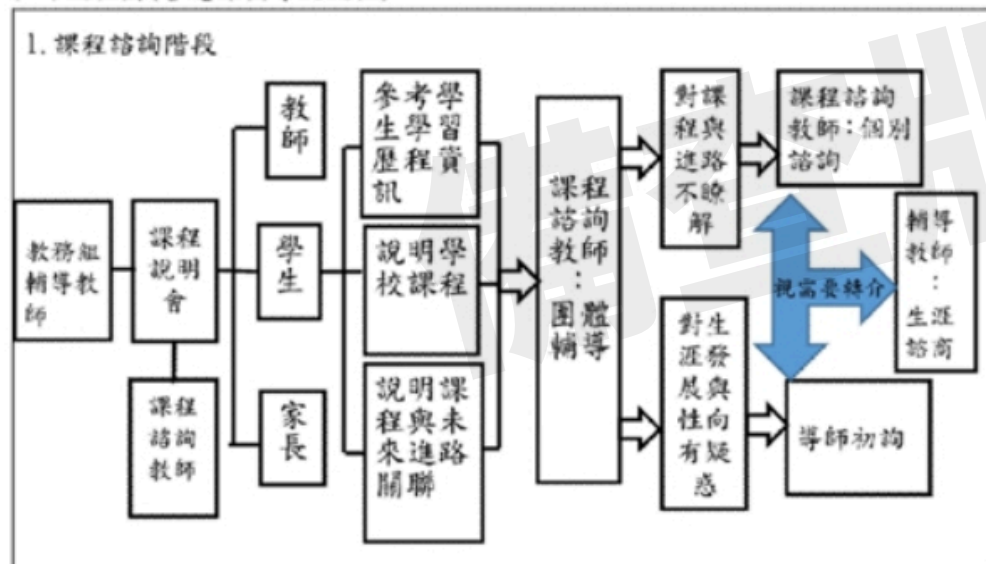 1. 課程諮詢階段
教務組
輔導教
師
課程
說明
會
課程
諮詢
教師
教
師
學
生
家
長
參考學
生學習
歷程資
訊
說明學
校課程
說明課
程與未
來進路
關聯
課程
諮詢
教師
：
團體
輔導
對課
程與
進路
不瞭
解
對生
涯發
展與
性向
有疑
惑
課程諮詢
教師：個別
諮詢
視需要轉介
輔導
教師
：
生涯
諮商
導師初詢